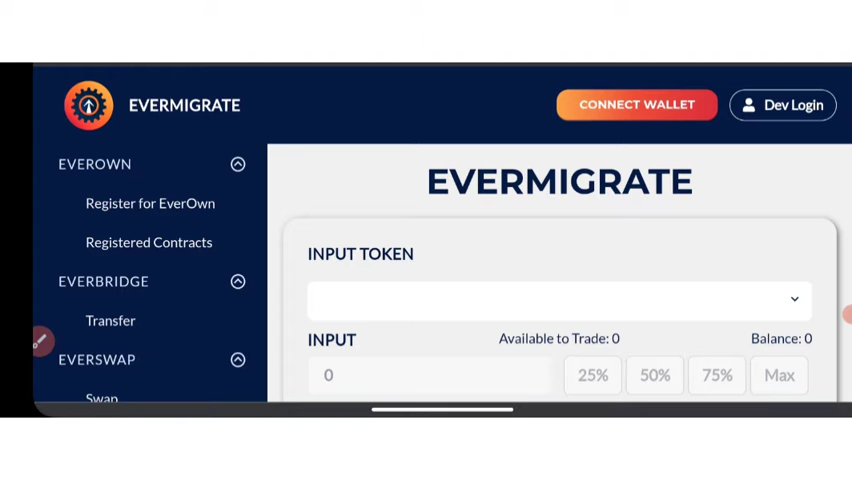 EVERMIGRATE
CONNECT WALLET
Dev Login
EVEROWN
Register for EverOwn
Registered Contracts
EVERBRIDGE
Transfer
EVERSWAP
Swap
EVERMIGRATE
INPUT TOKEN
INPUT Available to Trade: 0 Balance: 0
0 25% 50% 75% Max